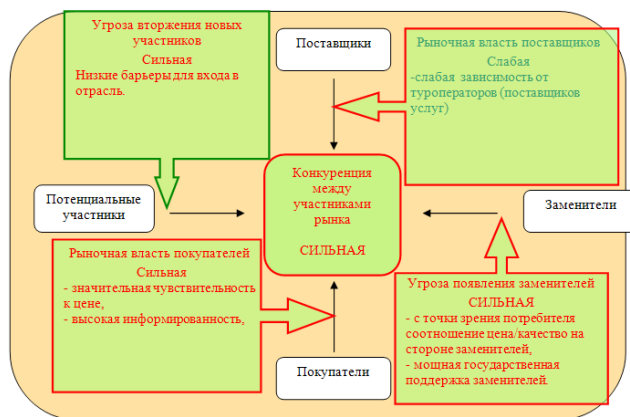 Угроза вторжения новых
участников
Сильная
Низкие барьеры для входа в
отрасль.
Поставщики
Рыночная власть поставщиков
Слабая
-слабая зависимость от
туроператоров (поставщиков
услуг)
Потенциальные
участники
Конкуренция
между
участниками
рынка
СИЛЬНАЯ
Заменители
Рыночная власть покупателей
Сильная
- значительная чувствительность
к цене,
- высокая информированность,
Покупатели
Угроза появления заменителей
СИЛЬНАЯ
- с точки зрения потребителя
соотношение цена/качество на
стороне заменителей,
- мощная государственная
поддержка заменителей.